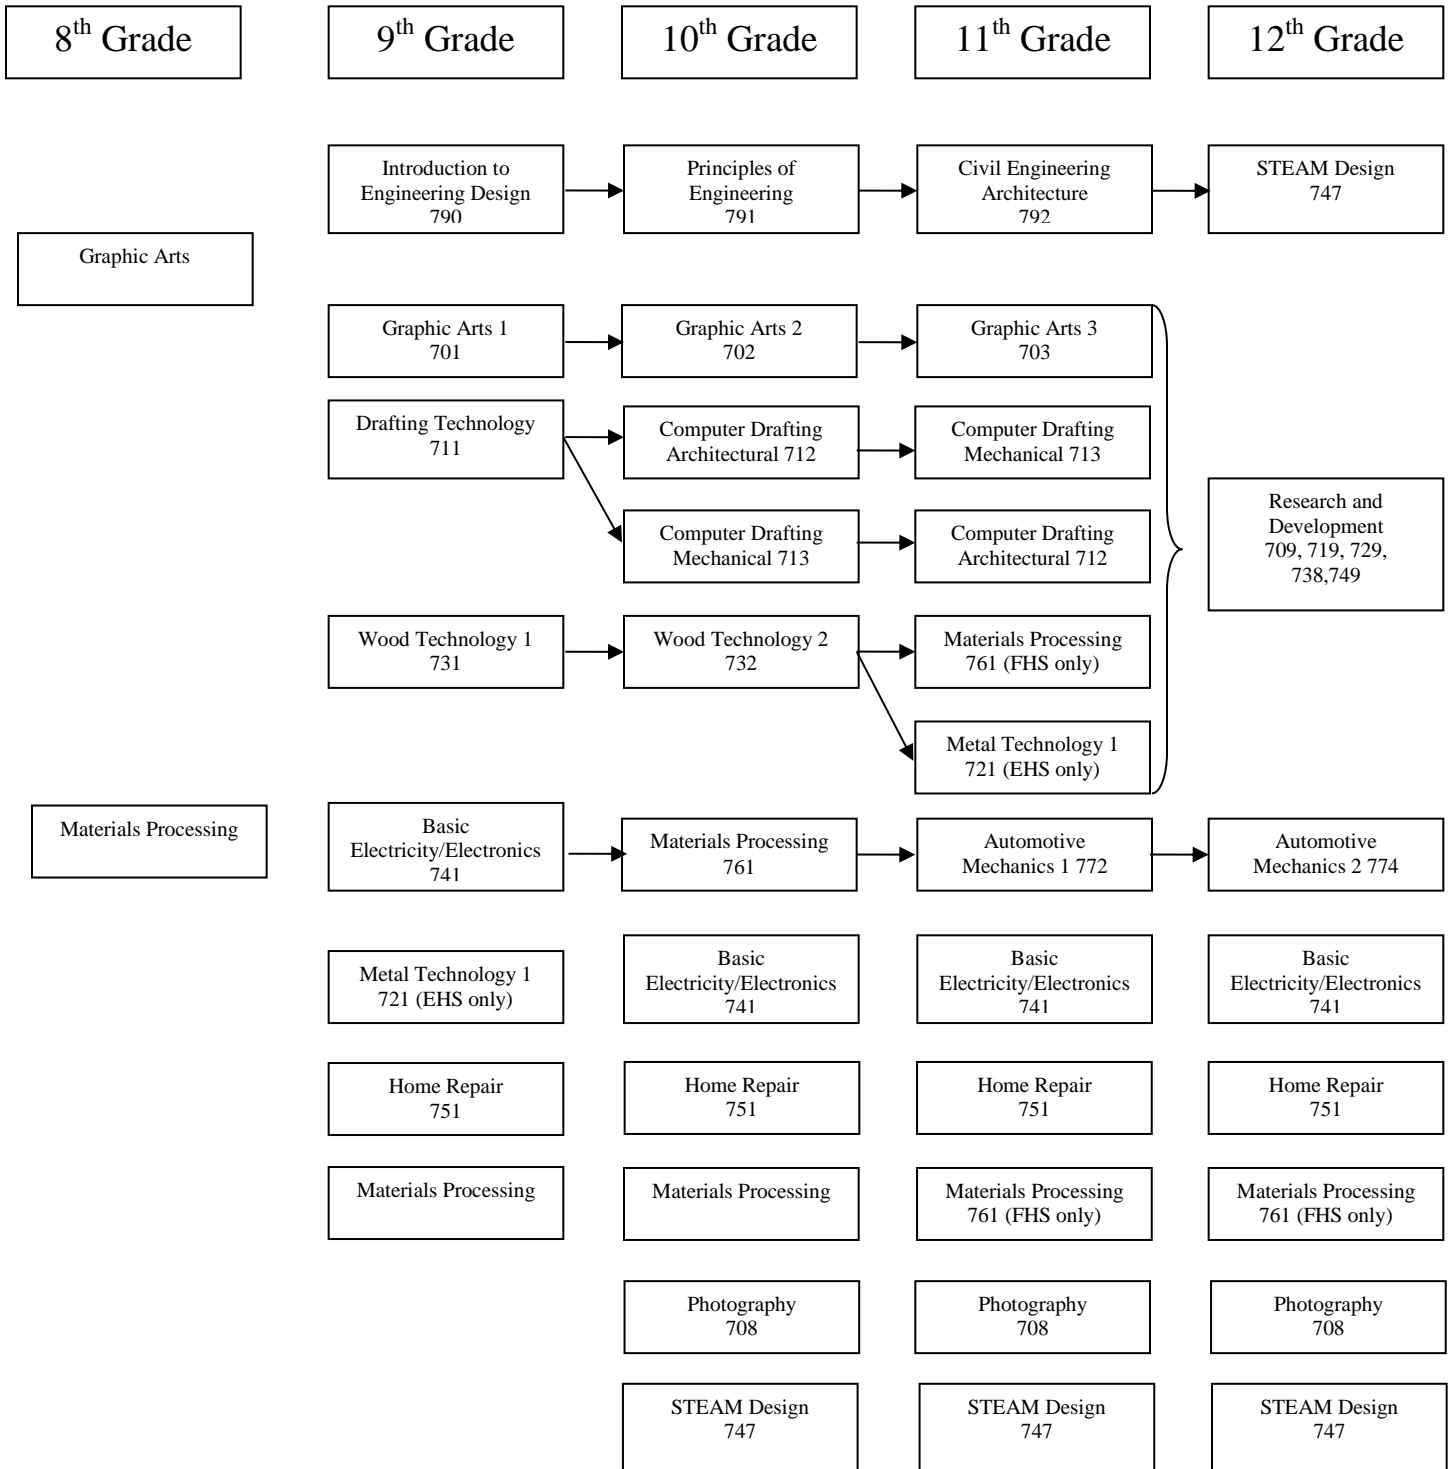 8th Grade
9th Grade
10th Grade
11th Grade
12th Grade
Introduction to
Engineering Design
790
Principles of
Engineering
791
Civil Engineering
Architecture
792
STEAM Design
747
Graphic Arts
Graphic Arts 1
701
Graphic Arts 2
702
Graphic Arts 3
703
Drafting Technology
711
Computer Drafting
Architectural 712
Computer Drafting
Mechanical 713
Computer Drafting
Mechanical 713
Computer Drafting
Architectural 712
Research and
Development
709, 719, 729,
738,749
Wood Technology 1
731
Wood Technology 2
732
Materials Processing
761 (FHS only)
Metal Technology 1
721 (EHS only)
Materials Processing
Basic
Electricity/Electronics
741
Materials Processing
761
Automotive
Mechanics 1 772
Automotive
Mechanics 2 774
Metal Technology 1
721 (EHS only)
Basic
Electricity/Electronics
741
Basic
Electricity/Electronics
741
Basic
Electricity/Electronics
741
Home Repair
751
Home Repair
751
Home Repair
751
Home Repair
751
Materials Processing
Materials Processing
Materials Processing
761 (FHS only)
Materials Processing
761 (FHS only)
Photography
708
Photography
708
Photography
708
STEAM Design
747
STEAM Design
747
STEAM Design
747